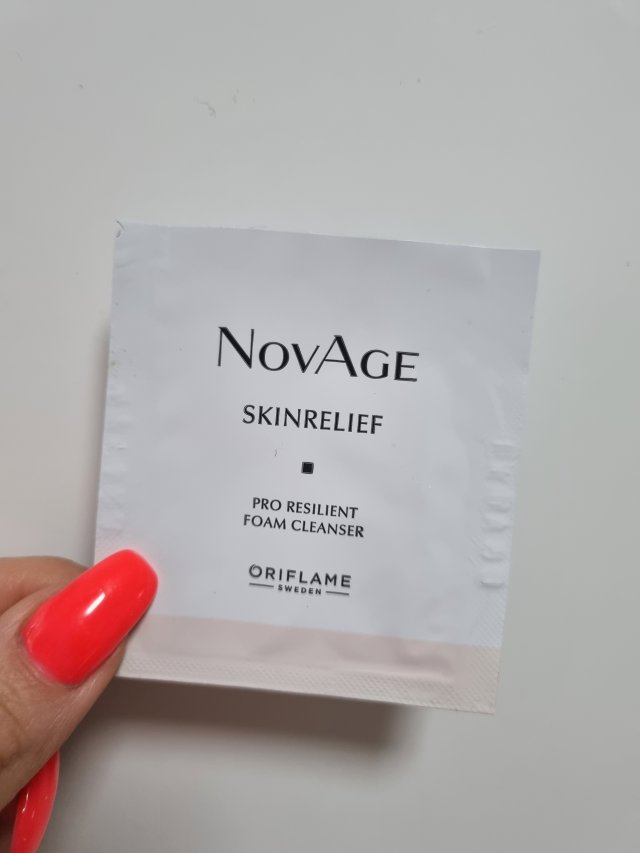 NOVAGE
SKINRELIEF
PRO RESILIENT
FOAM CLEANSER
ORIFLAME
SWEDEN